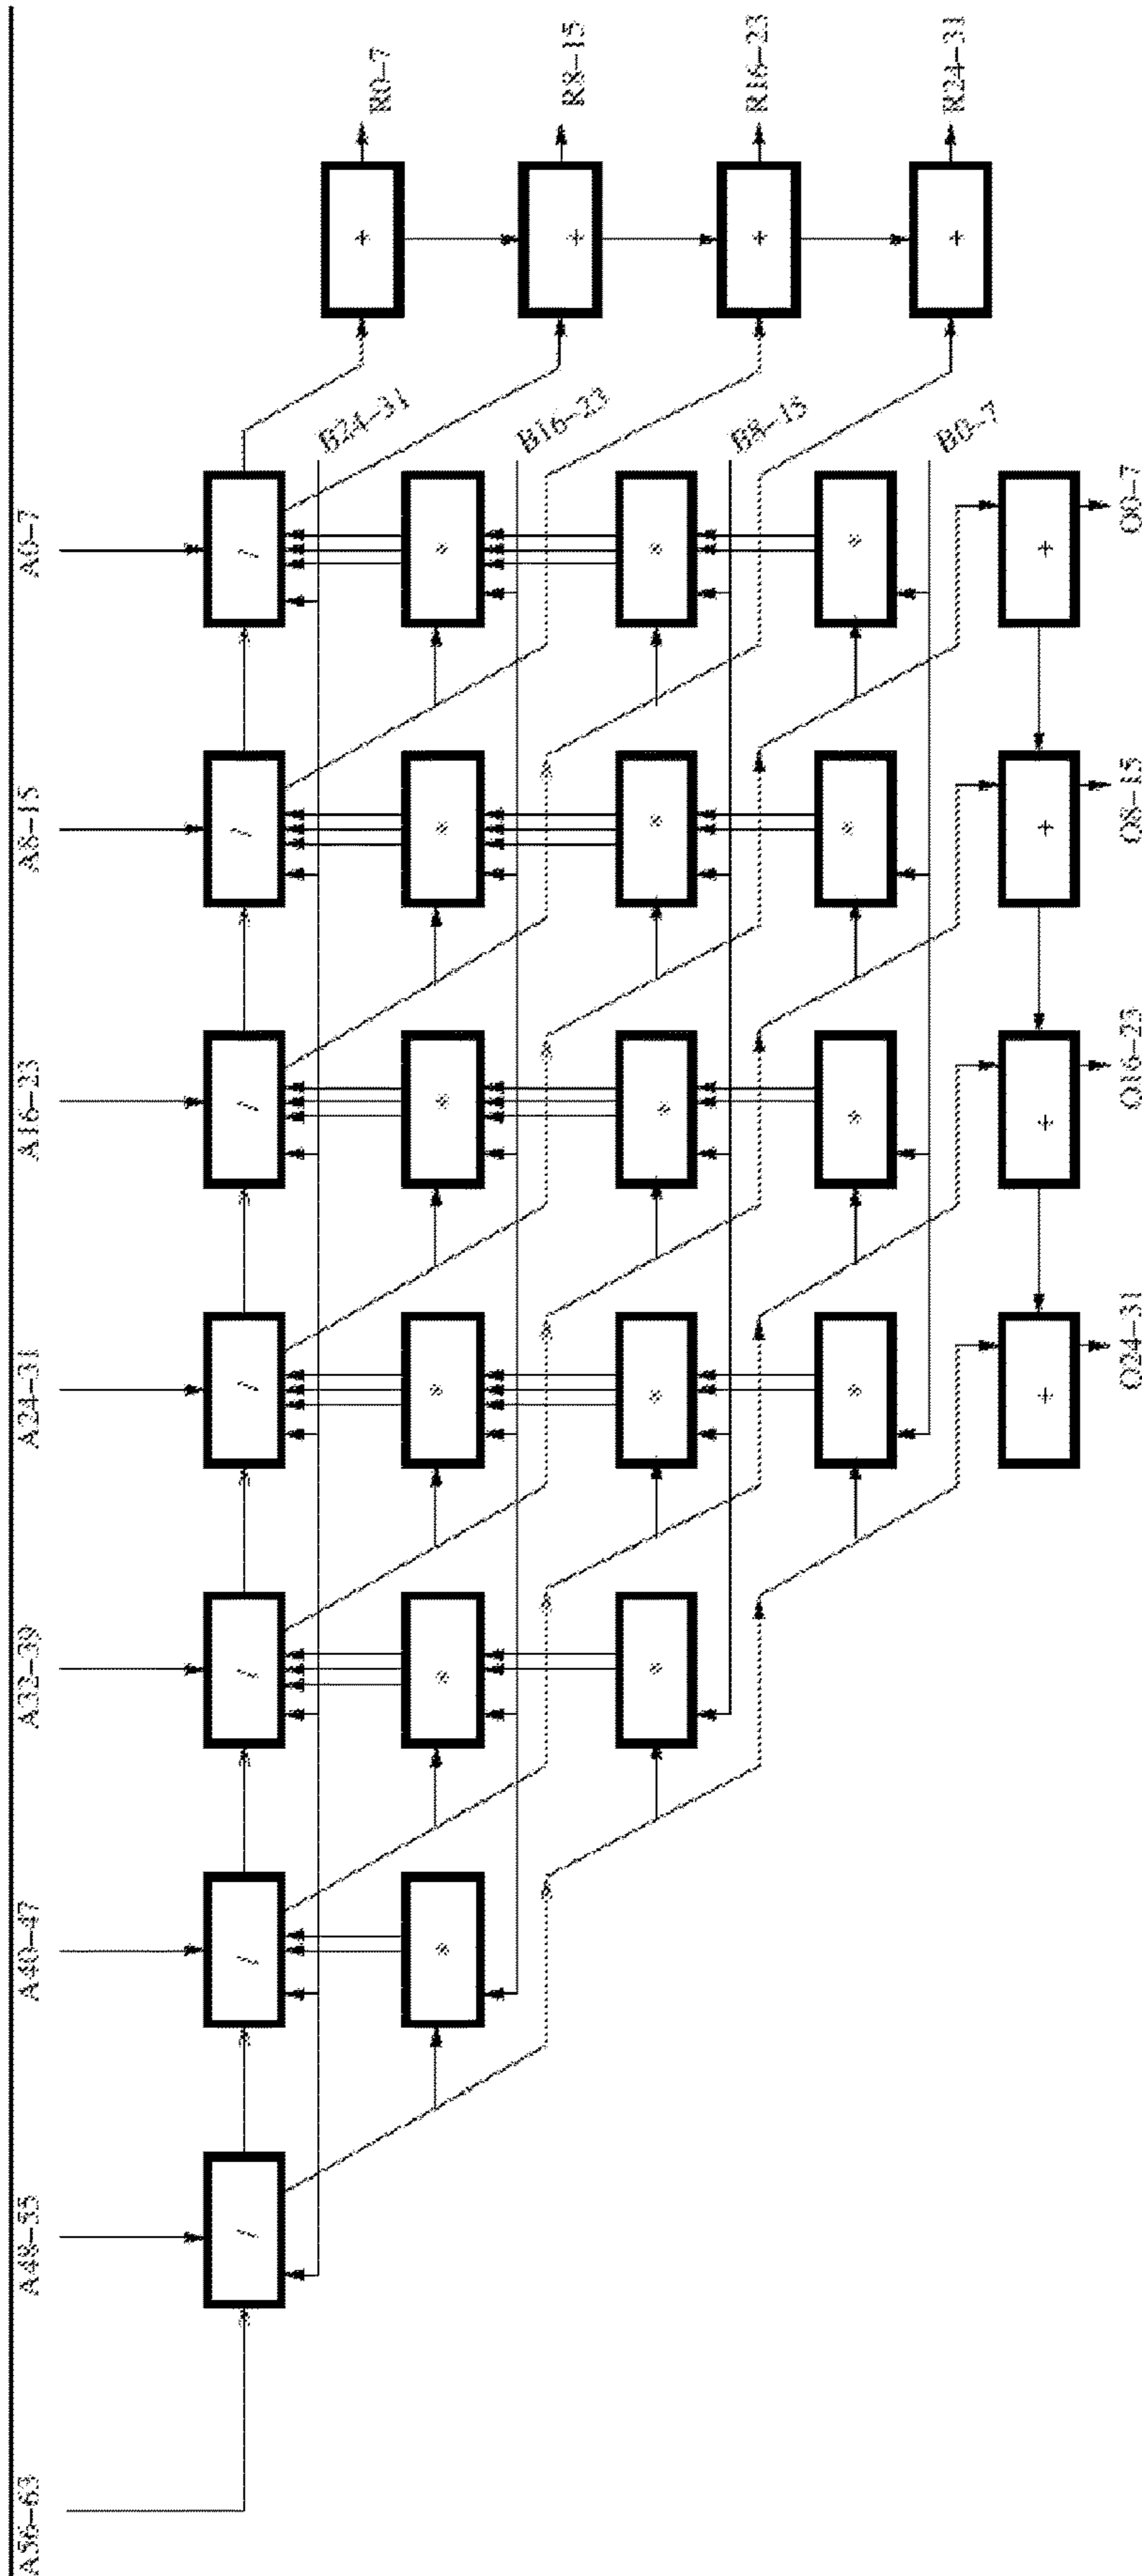 A56–63 A48–55 A40–47 A32–39 A24–31 A16–23 A8–15 A0–7
/ / / / / / /
B24–31 + R0–7
* * * * * *
B16–23 + R8–15
* * * * *
B8–15 + R16–23
* * * *
B0–7 + R24–31
+ + + +
Q24–31 Q16–23 Q8–15 Q0–7